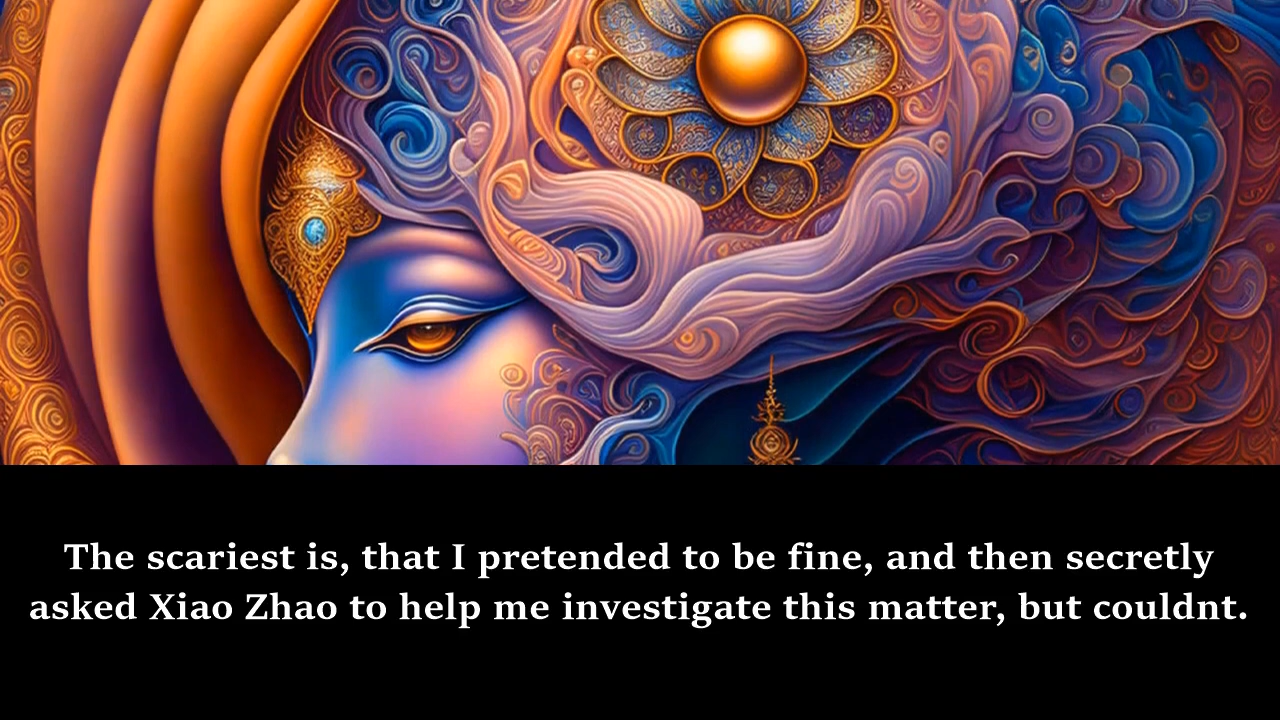 The scariest is, that I pretended to be fine, and then secretly
asked Xiao Zhao to help me investigate this matter, but couldnt.